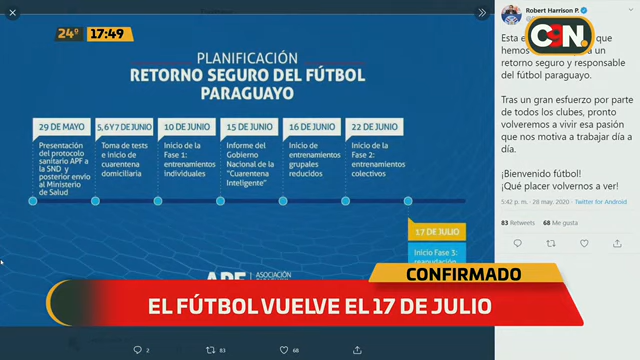 24º 17:49
PLANIFICACIÓN
RETORNO SEGURO DEL FÚTBOL
PARAGUAYO
29 DE MAYO
Presentación del
protocolo
sanitario APF a
la SND y
posterior envio al
Ministerio de
Salud
5, 6 Y 7 DE JUNIO
Toma de tests
e inicio de
cuarentena
domiciliaria
10 DE JUNIO
Inicio de la
Fase 1:
entrenamientos
individuales
15 DE JUNIO
Informe del
Gobierno
Nacional de la
"Cuarentena
Inteligente"
16 DE JUNIO
Inicio de
entrenamientos
grupales
reducidos
22 DE JUNIO
Inicio de la
Fase 2:
entrenamientos
colectivos
17 DE JULIO
Inicio Fase 3:
APF ASOCIACIÓN
CONFIRMADO
EL FÚTBOL VUELVE EL 17 DE JULIO
2 83 68
Robert Harrison P.
C9N.
Esta que
hemos un
retorno seguro y responsable
del fútbol paraguayo.
Tras un gran esfuerzo por parte
de todos los clubes, pronto
volveremos a vivir esa pasión
que nos motiva a trabajar día a
día.
¡Bienvenido fútbol!
¡Qué placer volvernos a ver!
5:42 p. m. · 28 may. 2020 · Twitter for Android
83 Retweets 68 Me gusta